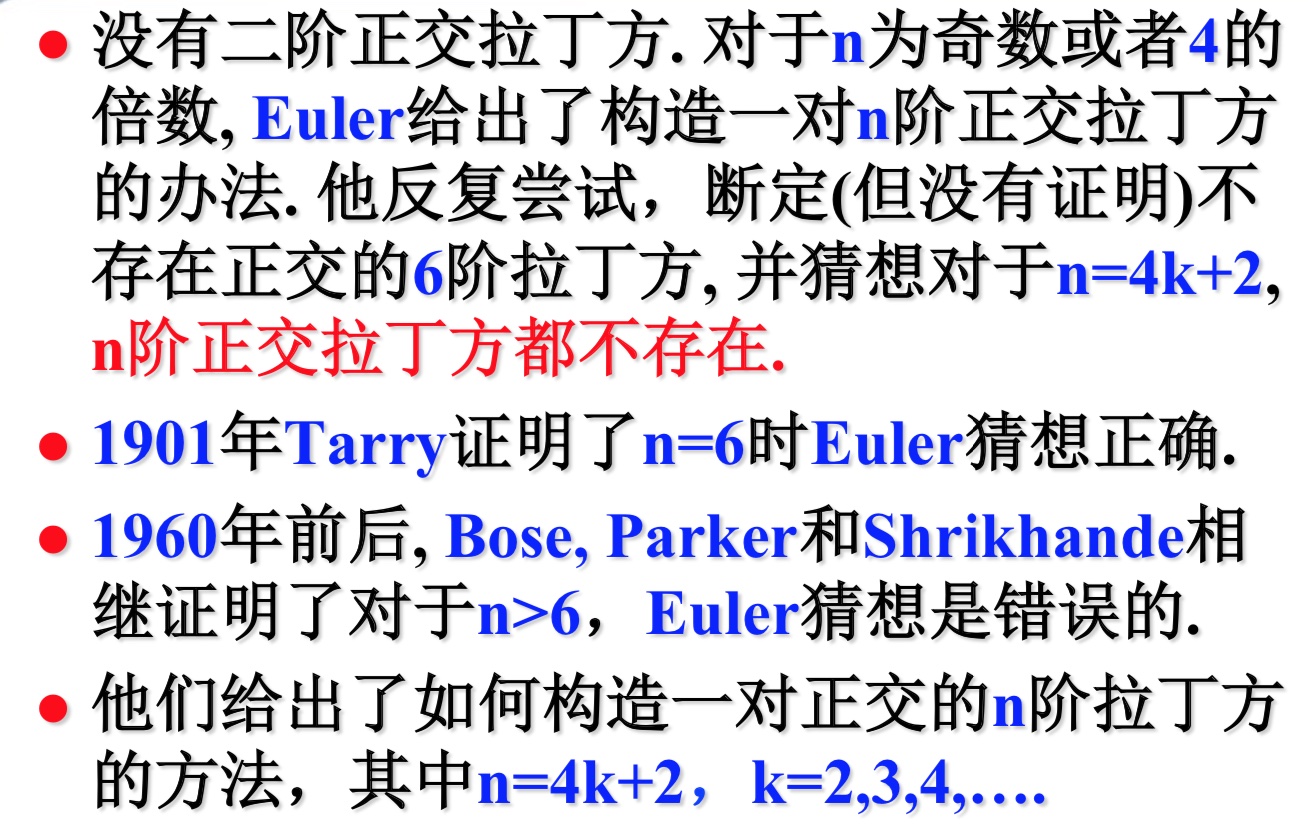 ● 没有二阶正交拉丁方. 对于n为奇数或者4的
倍数, Euler给出了构造一对n阶正交拉丁方
的办法. 他反复尝试，断定(但没有证明)不
存在正交的6阶拉丁方, 并猜想对于n=4k+2,
n阶正交拉丁方都不存在.
● 1901年Tarry证明了n=6时Euler猜想正确.
● 1960年前后, Bose, Parker和Shrikhande相
继证明了对于n>6，Euler猜想是错误的.
● 他们给出了如何构造一对正交的n阶拉丁方
的方法，其中n=4k+2，k=2,3,4,….